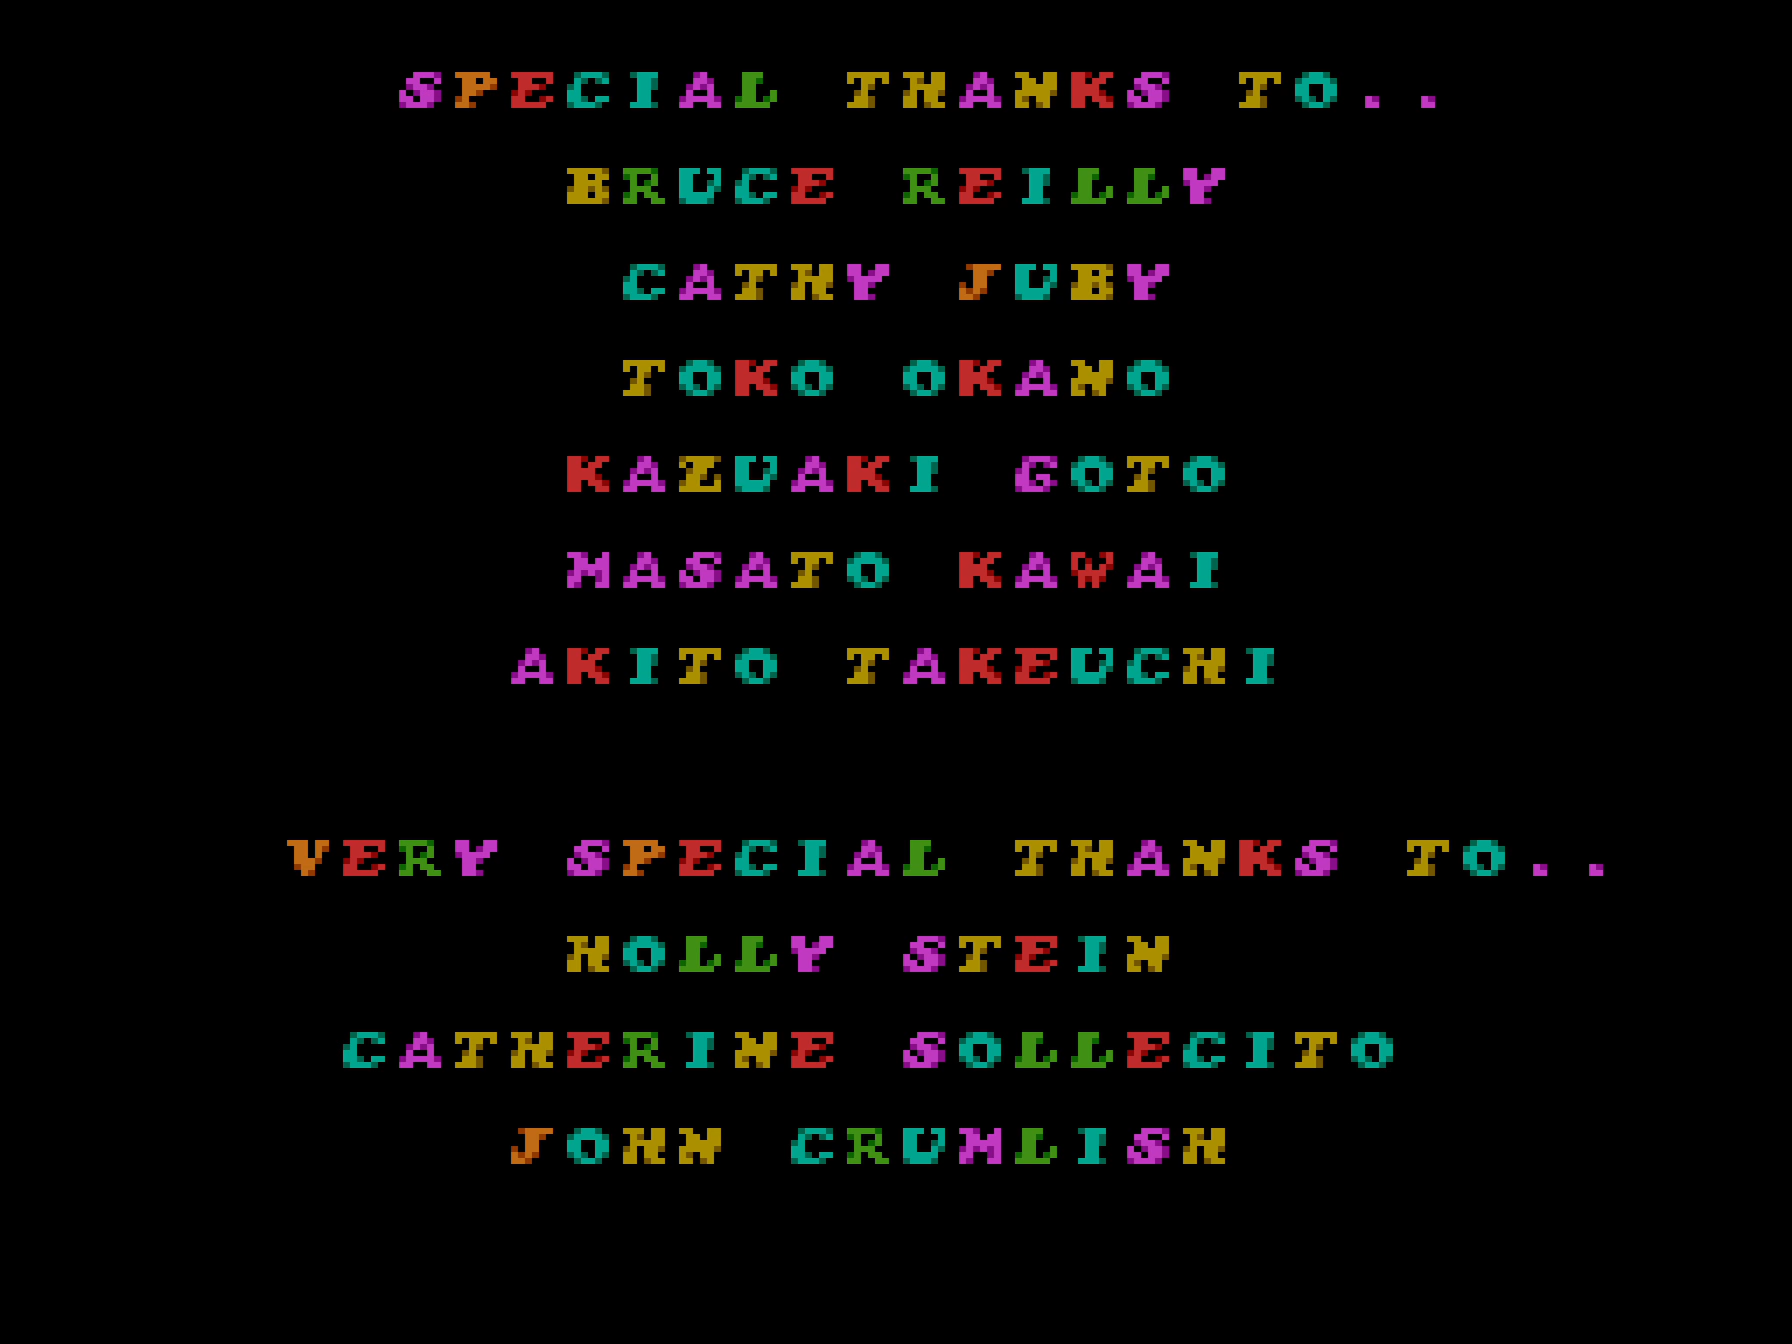 SPECIAL THANKS TO..
BRUCE REILLY
CATHY JUBY
TOKO OKANO
KAZUAKI GOTO
MASATO KAWAI
AKITO TAKEUCHI
VERY SPECIAL THANKS TO..
HOLLY STEIN
CATHERINE SOLLECITO
JOHN CRUMLISH